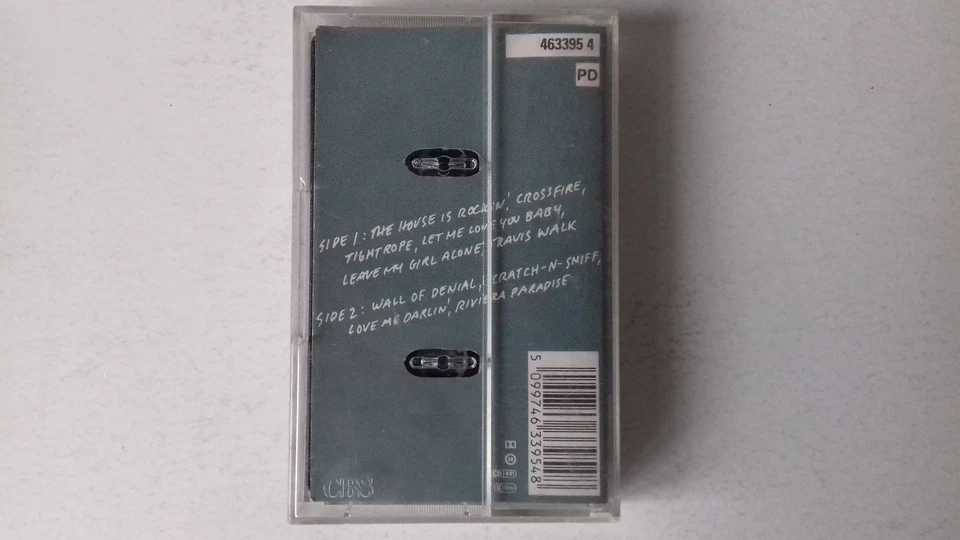 463395 4
PD
SIDE 1: THE HOUSE IS ROCKIN', CROSSFIRE,
TIGHTROPE, LET ME LOVE YOU BABY,
LEAVE MY GIRL ALONE, TRAVIS WALK
SIDE 2: WALL OF DENIAL, SCRATCH-N-SNIFF,
LOVE ME DARLIN', RIVIERA PARADISE
5 099746 339548
CBS